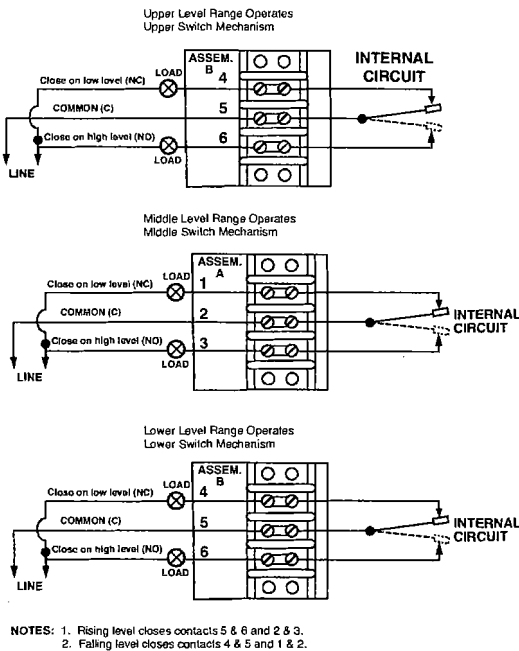 Upper Level Range Operates
Upper Switch Mechanism
ASSEM.
B
INTERNAL
CIRCUIT
LOAD
4
Close on low level (NC)
COMMON (C)
5
Close on high level (NO)
6
LOAD
LINE
Middle Level Range Operates
Middle Switch Mechanism
ASSEM.
A
LOAD
1
Close on low level (NC)
COMMON (C)
2
INTERNAL
CIRCUIT
Close on high level (NO)
3
LOAD
LINE
Lower Level Range Operates
Lower Switch Mechanism
ASSEM.
B
LOAD
4
Close on low level (NC)
COMMON (C)
5
INTERNAL
CIRCUIT
Close on high level (NO)
6
LOAD
LINE
NOTES: 1. Rising level closes contacts 5 & 6 and 2 & 3.
2. Falling level closes contacts 4 & 5 and 1 & 2.